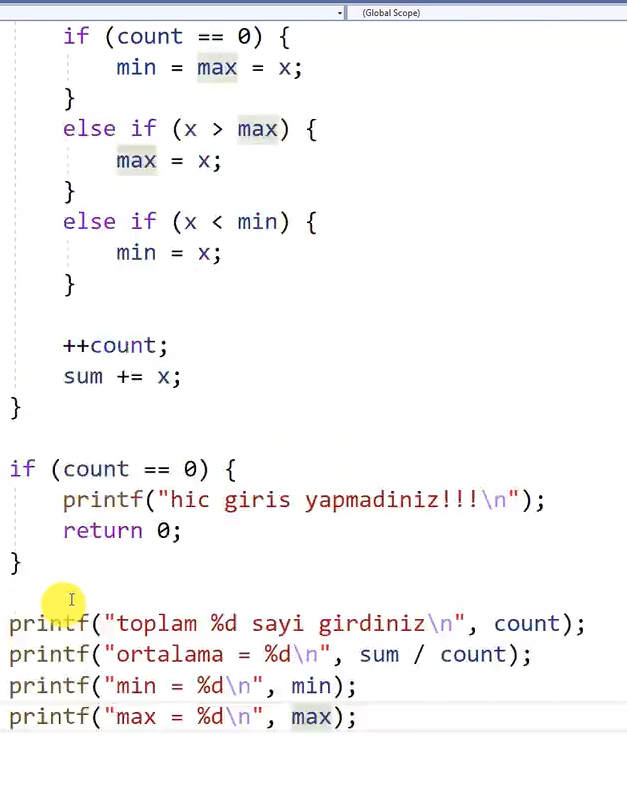 (Global Scope)
if (count == 0) {
min = max = x;
}
else if (x > max) {
max = x;
}
else if (x < min) {
min = x;
}
++count;
sum += x;
}
if (count == 0) {
printf("hic giris yapmadiniz!!!\n");
return 0;
}
printf("toplam %d sayi girdiniz\n", count);
printf("ortalama = %d\n", sum / count);
printf("min = %d\n", min);
printf("max = %d\n", max);